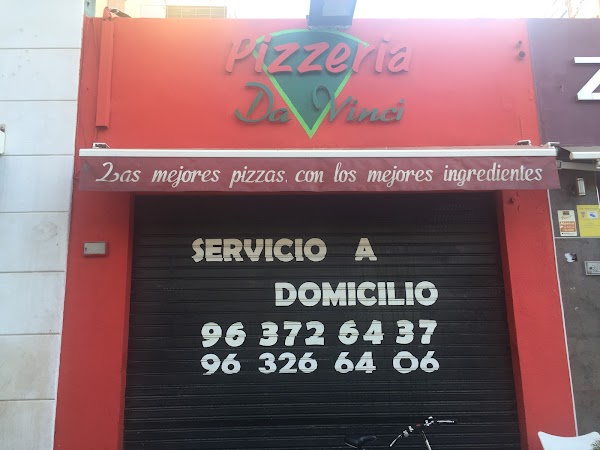 Pizzeria
Da Vinci
Las mejores pizzas, con los mejores ingredientes
SERVICIO A
DOMICILIO
96 372 64 37
96 326 64 06
Z